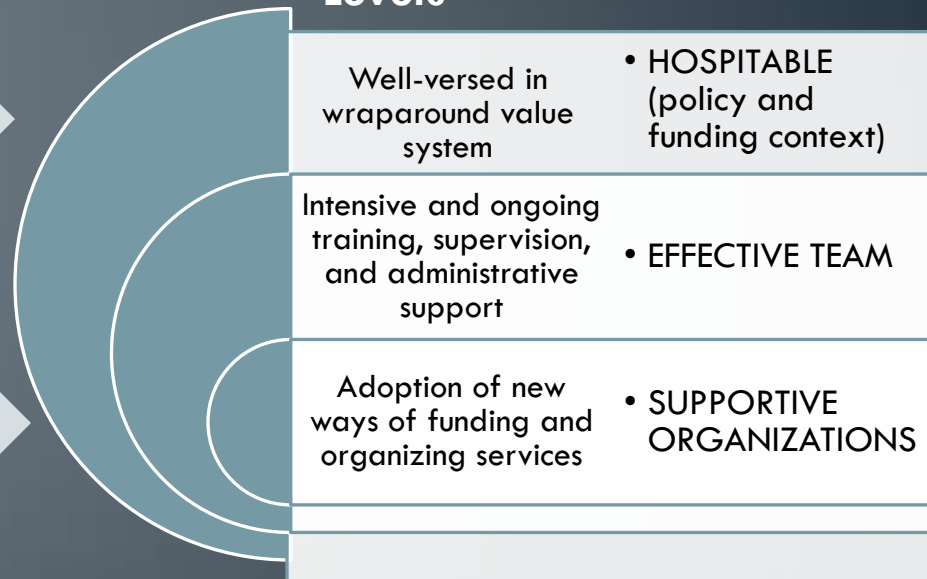 Well-versed in
wraparound value
system
• HOSPITABLE
(policy and
funding context)
Intensive and ongoing
training, supervision,
and administrative
support
• EFFECTIVE TEAM
Adoption of new
ways of funding and
organizing services
• SUPPORTIVE
ORGANIZATIONS